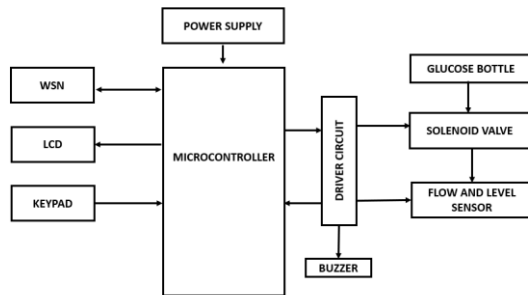 POWER SUPPLY
WSN
LCD
KEYPAD
MICROCONTROLLER
DRIVER CIRCUIT
BUZZER
GLUCOSE BOTTLE
SOLENOID VALVE
FLOW AND LEVEL
SENSOR